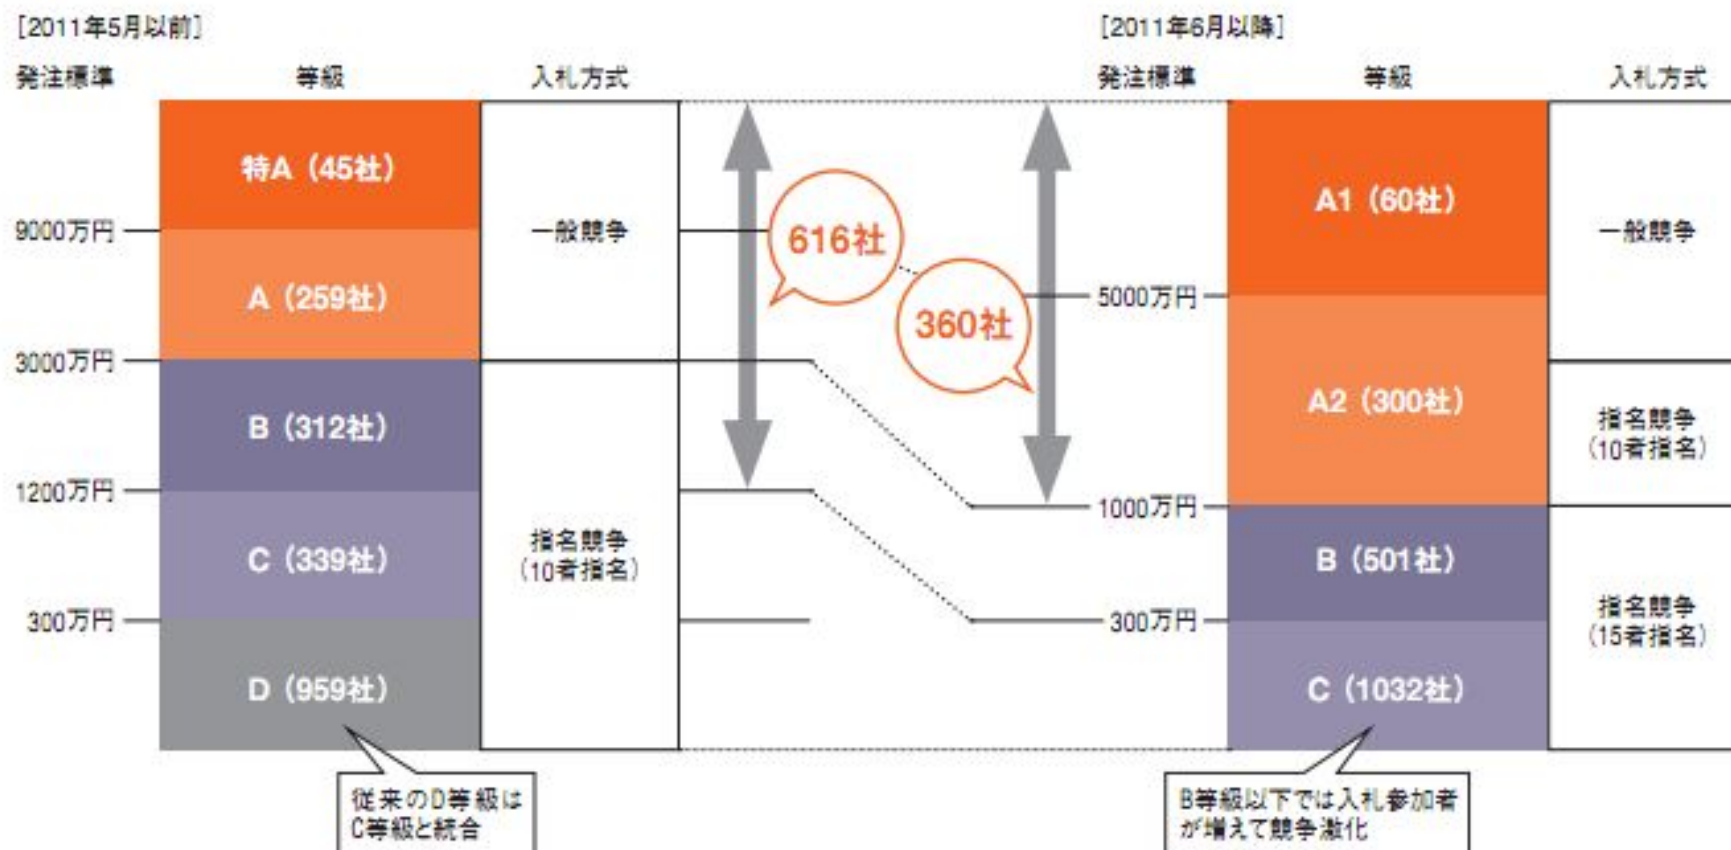 [2011年5月以前]
発注標準 等級 入札方式
特A（45社）
9000万円
一般競争
A（259社）
3000万円
B（312社）
1200万円
C（339社）
指名競争
（10者指名）
300万円
D（959社）
従来のD等級は
C等級と統合
616社
360社
[2011年6月以降]
発注標準 等級 入札方式
A1（60社）
一般競争
5000万円
A2（300社）
指名競争
（10者指名）
1000万円
B（501社）
300万円
指名競争
（15者指名）
C（1032社）
B等級以下では入札参加者
が増えて競争激化